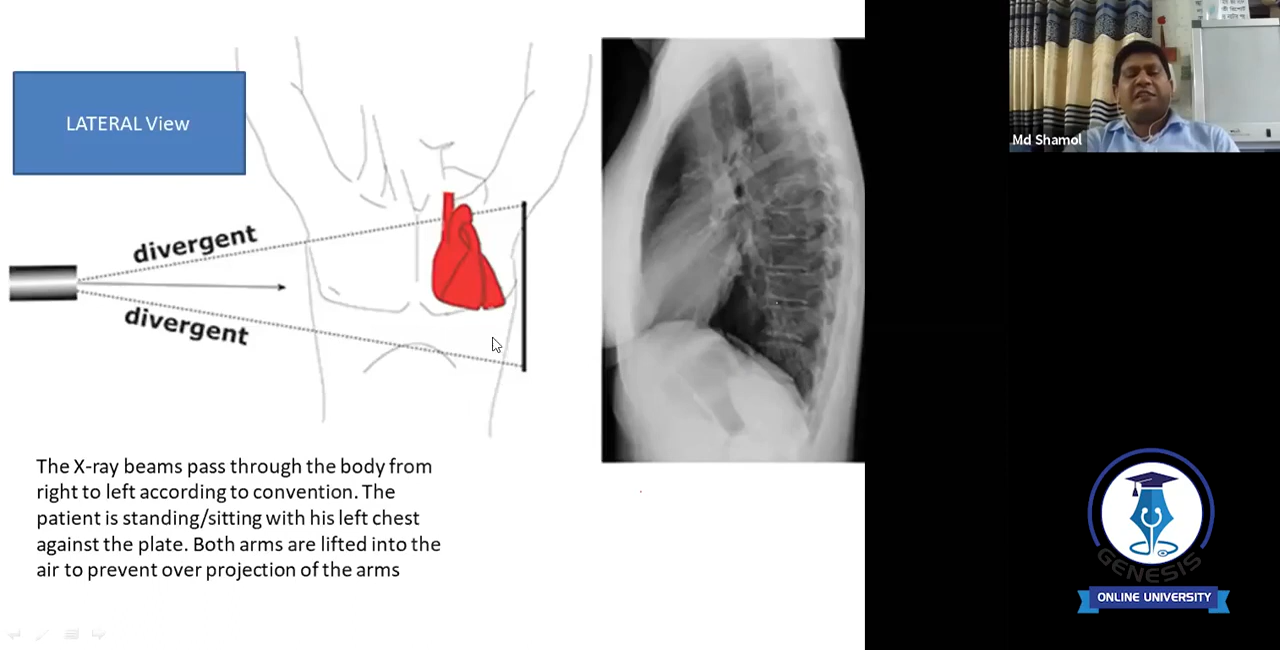 LATERAL View
divergent
divergent
The X-ray beams pass through the body from
right to left according to convention. The
patient is standing/sitting with his left chest
against the plate. Both arms are lifted into the
air to prevent over projection of the arms
Md Shamol
GENESIS
ONLINE UNIVERSITY